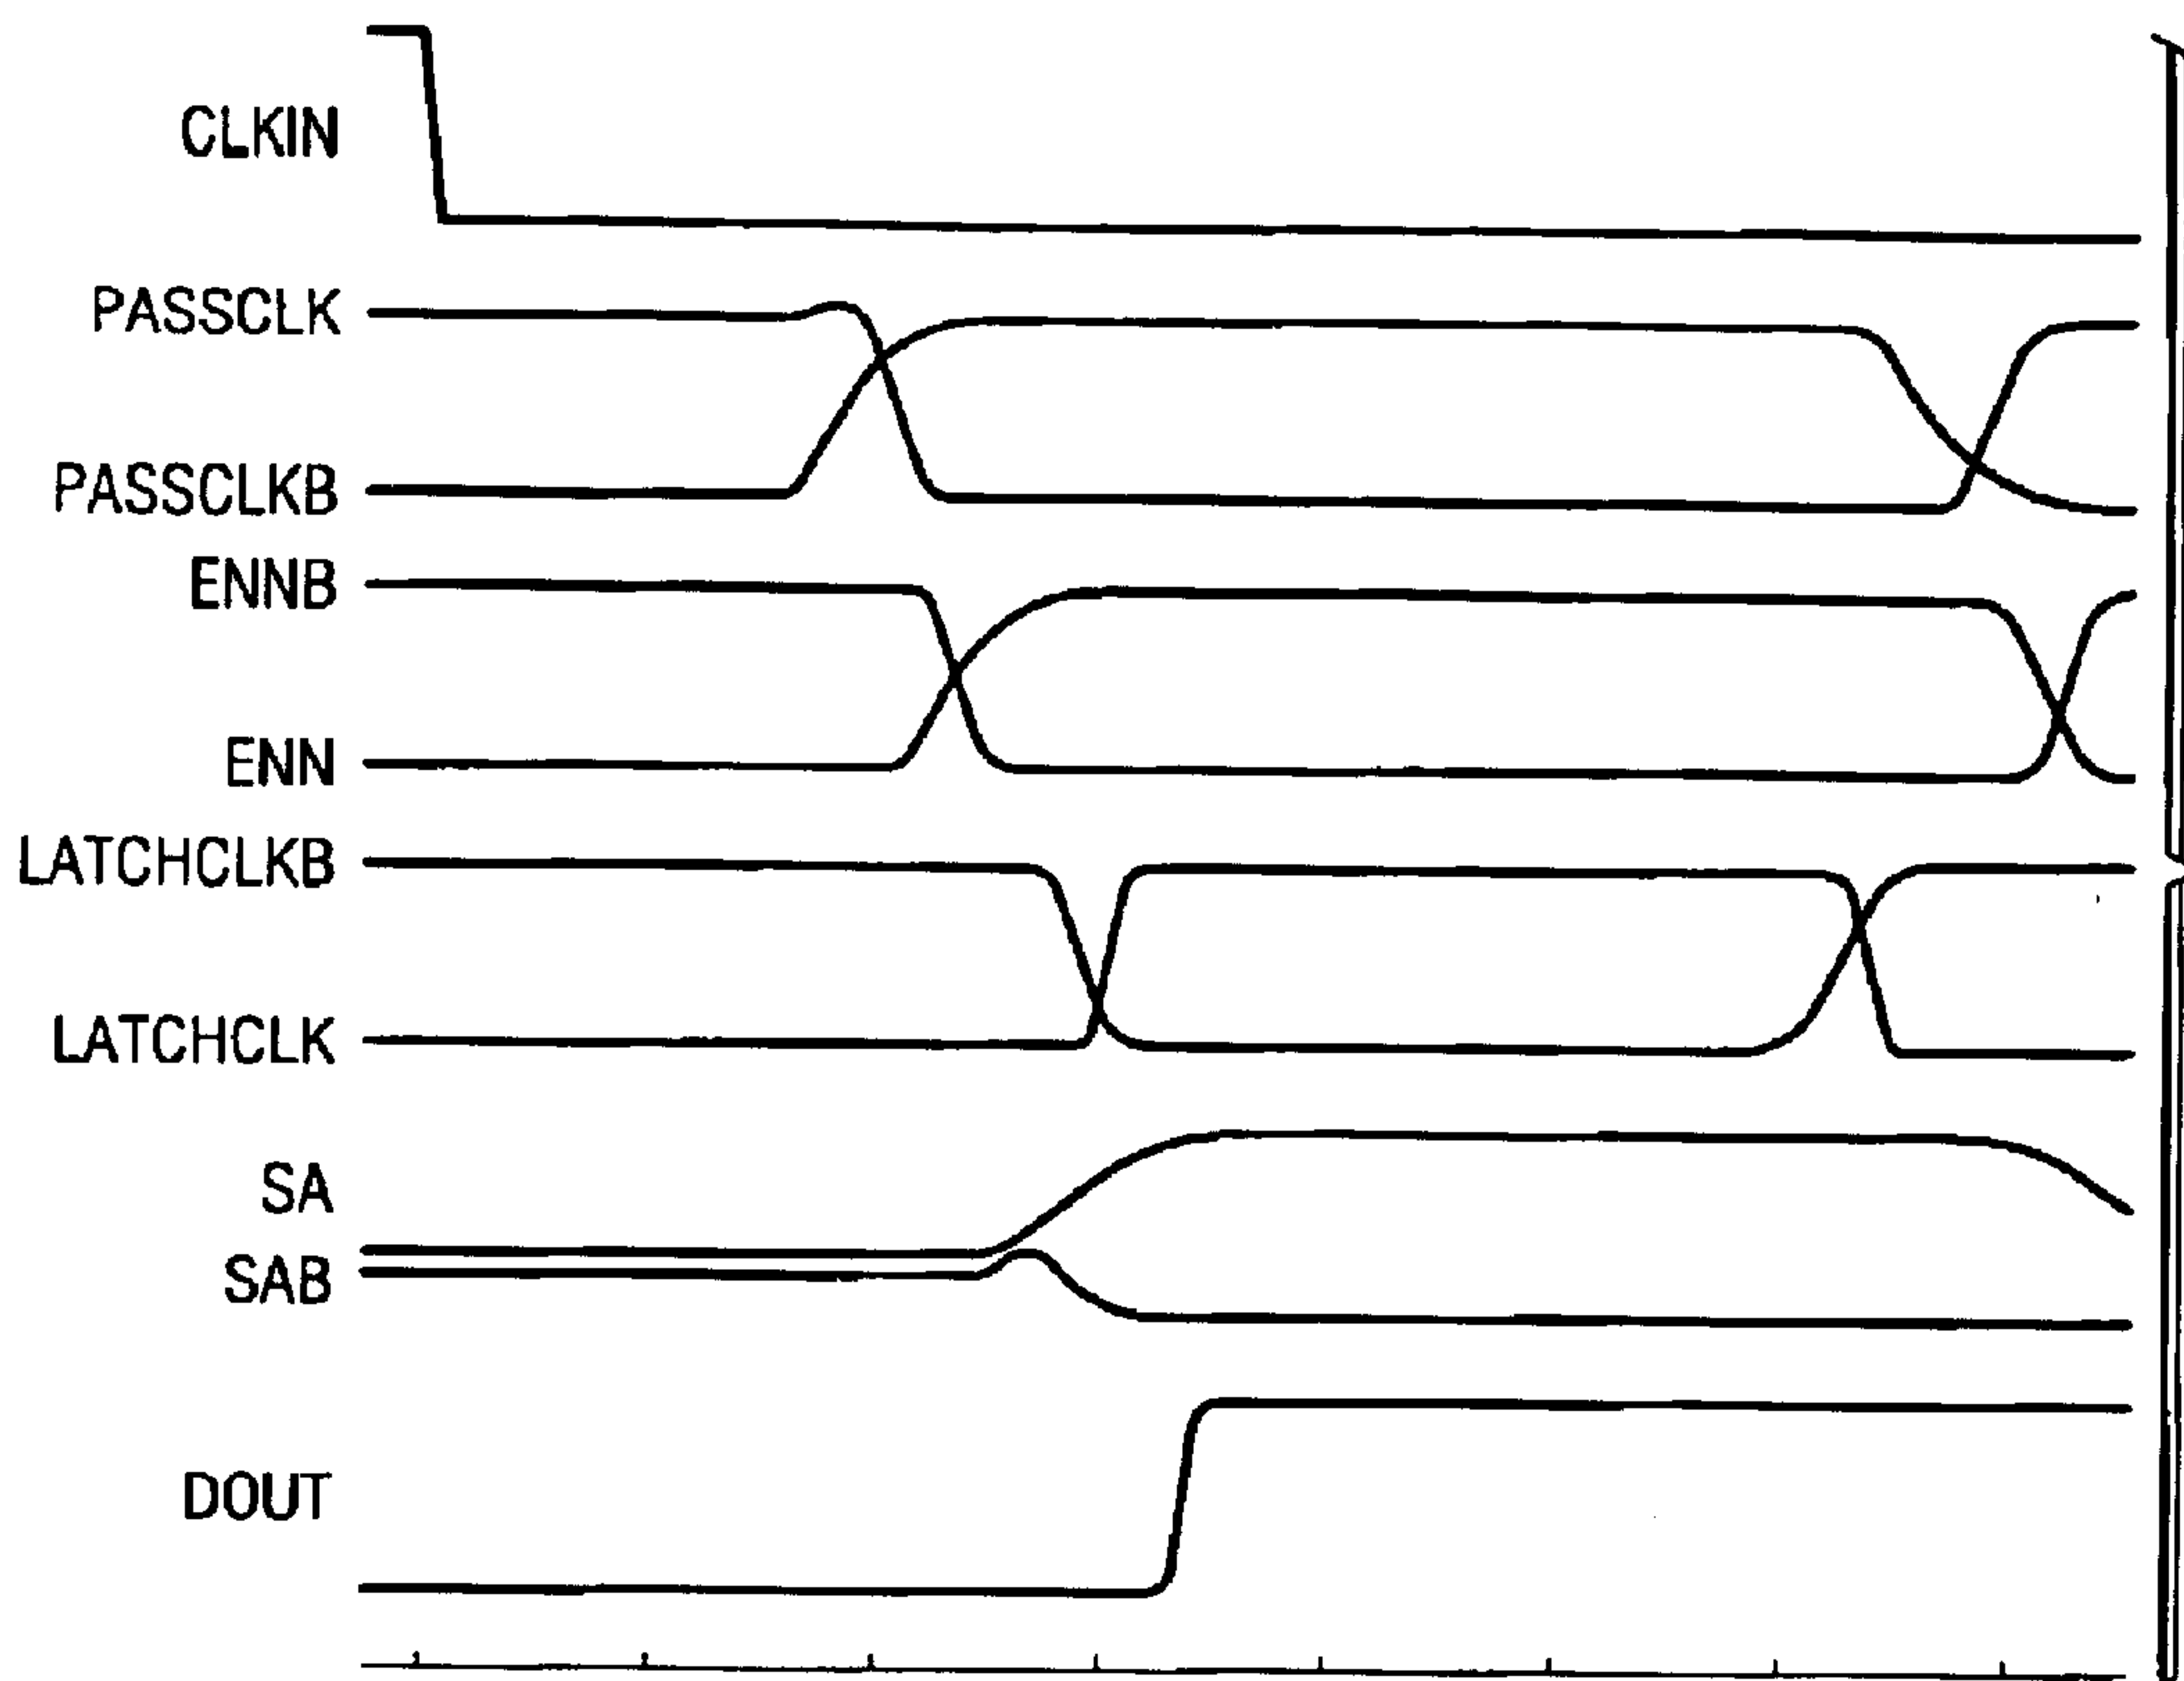 CLKIN
PASSCLK
PASSCLKB
ENNB
ENN
LATCHCLKB
LATCHCLK
SA
SAB
DOUT